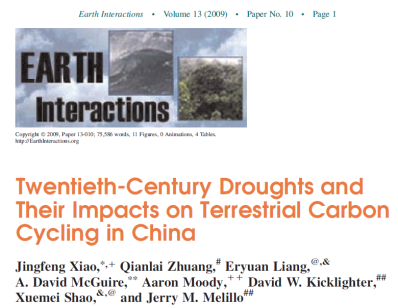 Earth Interactions • Volume 13 (2009) • Paper No. 10 • Page 1
EARTH
Interactions
Copyright © 2009, Paper 13-010; 75,586 words, 11 Figures, 0 Animations, 4 Tables.
http://EarthInteractions.org
Twentieth-Century Droughts and
Their Impacts on Terrestrial Carbon
Cycling in China
Jingfeng Xiao,*,+ Qianlai Zhuang,# Eryuan Liang,@,&
A. David McGuire,** Aaron Moody,++ David W. Kicklighter,##
Xuemei Shao,&,@ and Jerry M. Melillo##